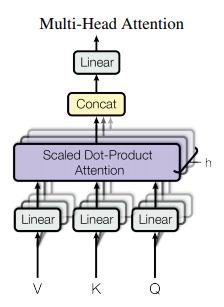 Multi-Head Attention
Linear
Concat
Scaled Dot-Product
Attention
h
Linear Linear Linear
V K Q